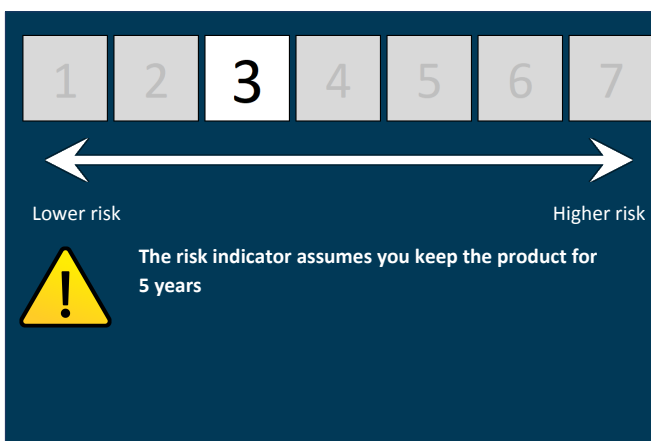 1 2 3 4 5 6 7
Lower risk Higher risk
The risk indicator assumes you keep the product for
5 years